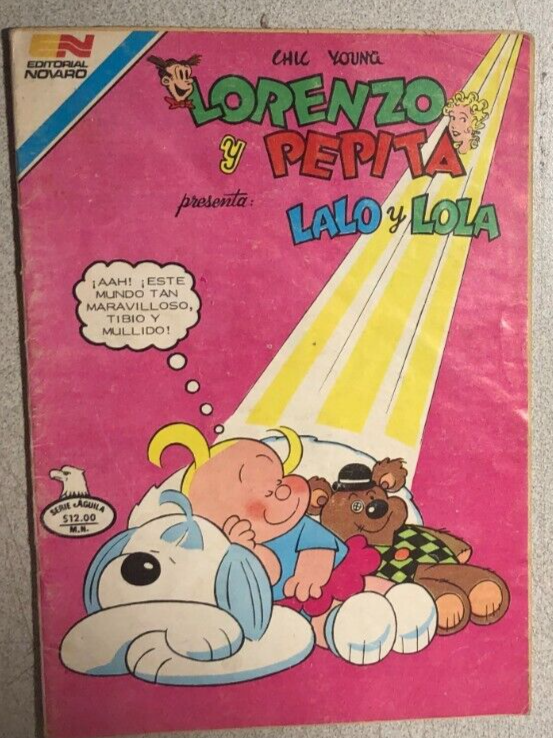 EN
EDITORIAL
NOVARO
CHIC YOUNG
LORENZO
y PEPITA
presenta:
LALO y LOLA
¡AAH! ¡ESTE
MUNDO TAN
MARAVILLOSO,
TIBIO Y
MULLIDO!
SERIE AGUILA
$12.00
M.N.